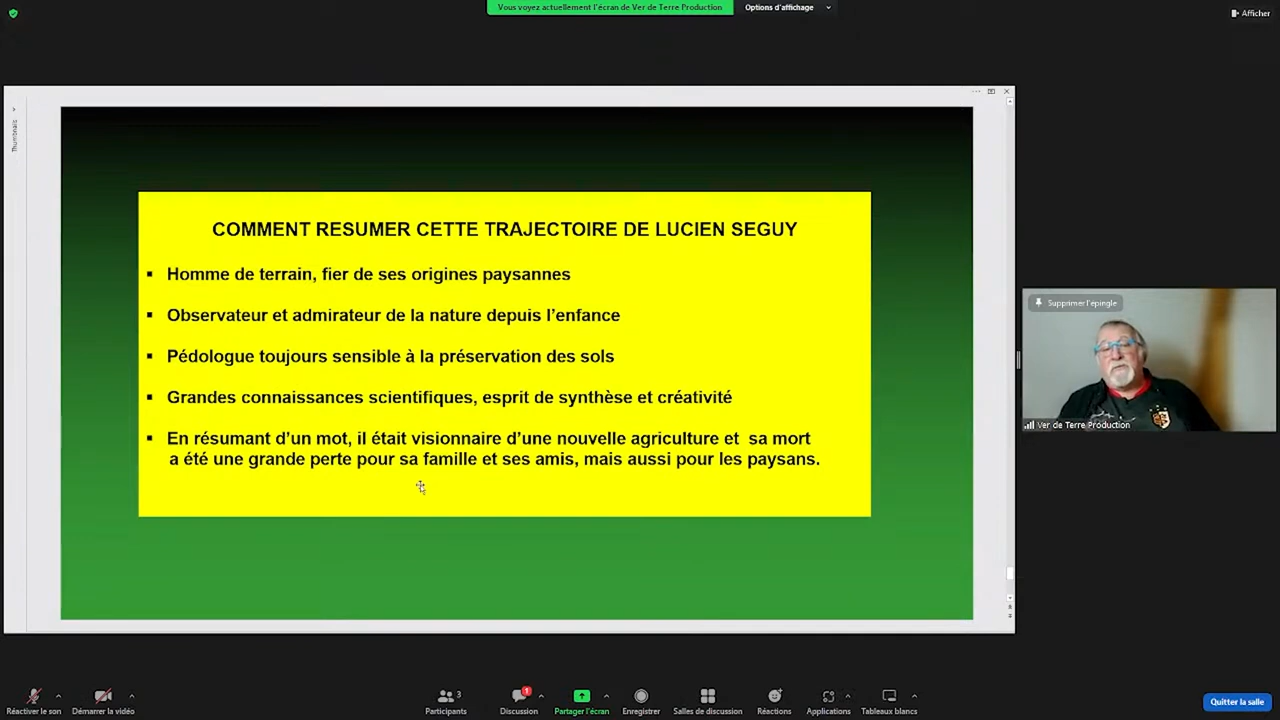 Vous voyez actuellement l'écran de Ver de Terre Production
Options d'affichage
Afficher
Thumbnails
COMMENT RESUMER CETTE TRAJECTOIRE DE LUCIEN SEGUY
▪ Homme de terrain, fier de ses origines paysannes
▪ Observateur et admirateur de la nature depuis l'enfance
▪ Pédologue toujours sensible à la préservation des sols
▪ Grandes connaissances scientifiques, esprit de synthèse et créativité
▪ En résumant d'un mot, il était visionnaire d'une nouvelle agriculture et sa mort
a été une grande perte pour sa famille et ses amis, mais aussi pour les paysans.
Supprimer l'épingle
Ver de Terre Production
Réactiver le son
Démarrer la vidéo
3
Participants
1
Discussion
Partager l'écran
Enregistrer
Salles de discussion
Réactions
Applications
Tableaux blancs
Quitter la salle